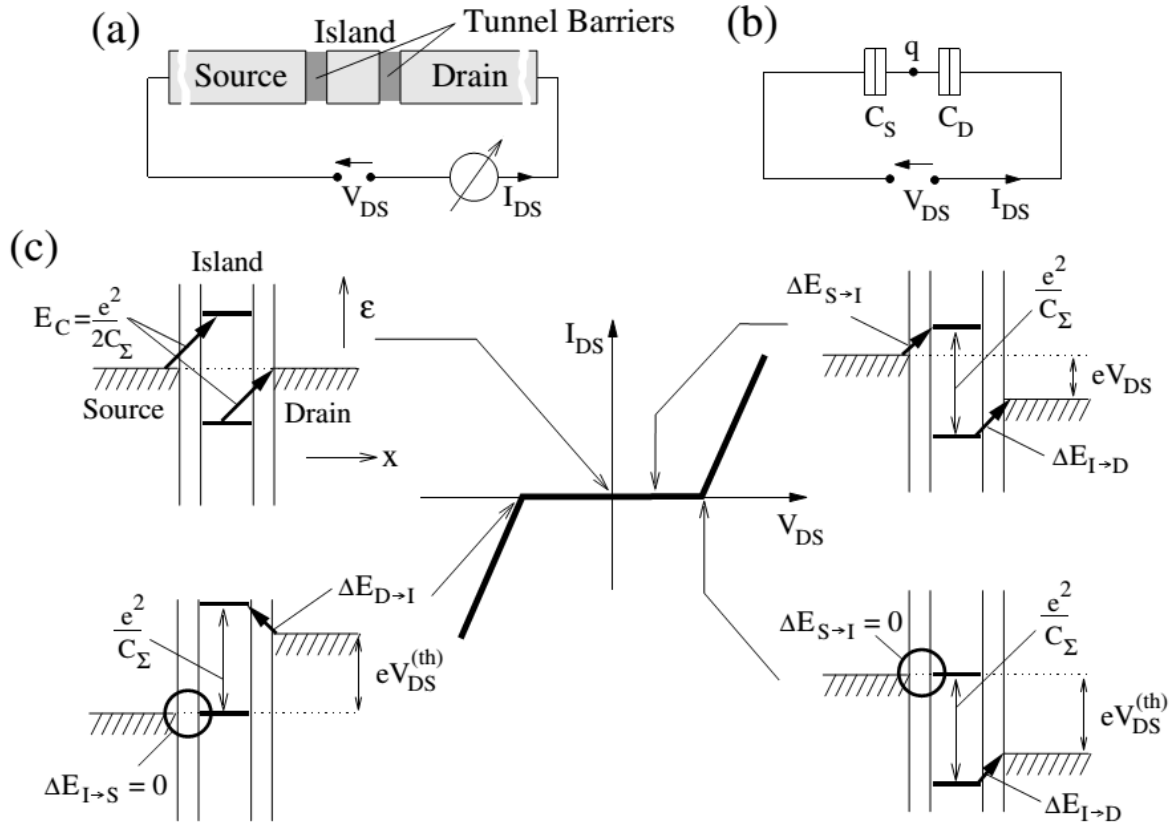 (a)
Island
Tunnel Barriers
Source
Drain
V_DS
I_DS
(b)
q
C_S
C_D
V_DS
I_DS
(c)
Island
E_C = e^2/2C_Σ
ε
Source
Drain
x
I_DS
V_DS
ΔE_S→I
e^2/C_Σ
eV_DS
ΔE_I→D
e^2/C_Σ
ΔE_D→I
eV_DS^(th)
ΔE_I→S = 0
ΔE_S→I = 0
e^2/C_Σ
eV_DS^(th)
ΔE_I→D